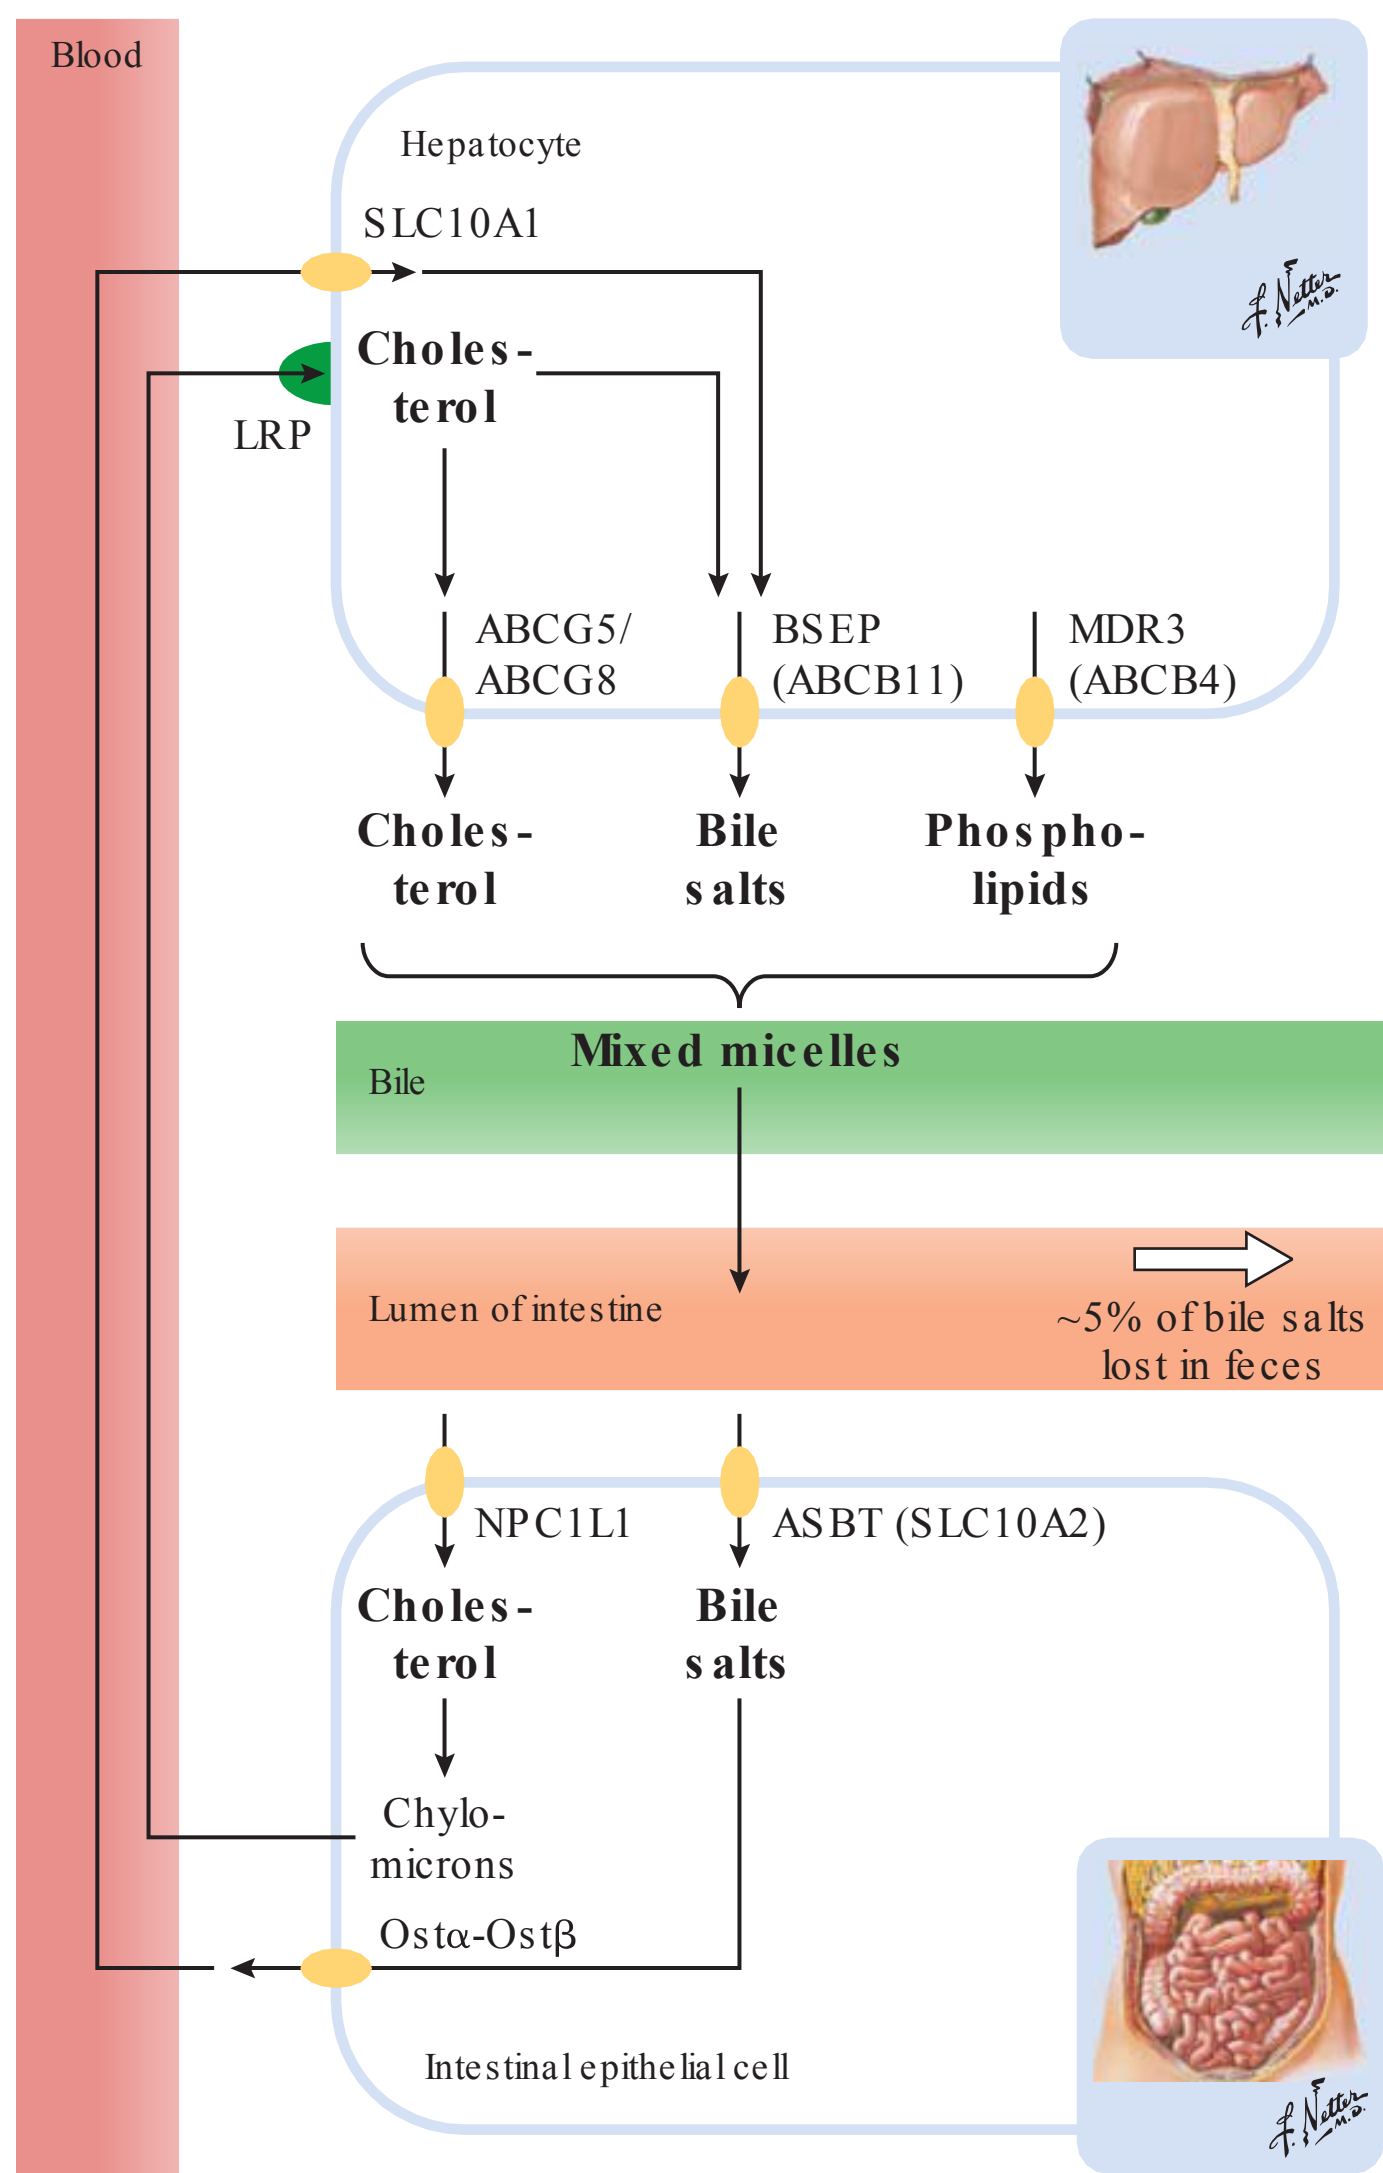 Blood
Hepatocyte
SLC10A1
Choles-
terol
LRP
F. Netter
M.D.
ABCG5/
ABCG8
BSEP
(ABCB11)
MDR3
(ABCB4)
Choles-
terol
Bile
salts
Phospho-
lipids
Mixed micelles
Bile
Lumen of intestine
~5% of bile salts
lost in feces
NPC1L1
ASBT (SLC10A2)
Choles-
terol
Bile
salts
Chylo-
microns
Ostα-Ostβ
Intestinal epithelial cell
F. Netter
M.D.